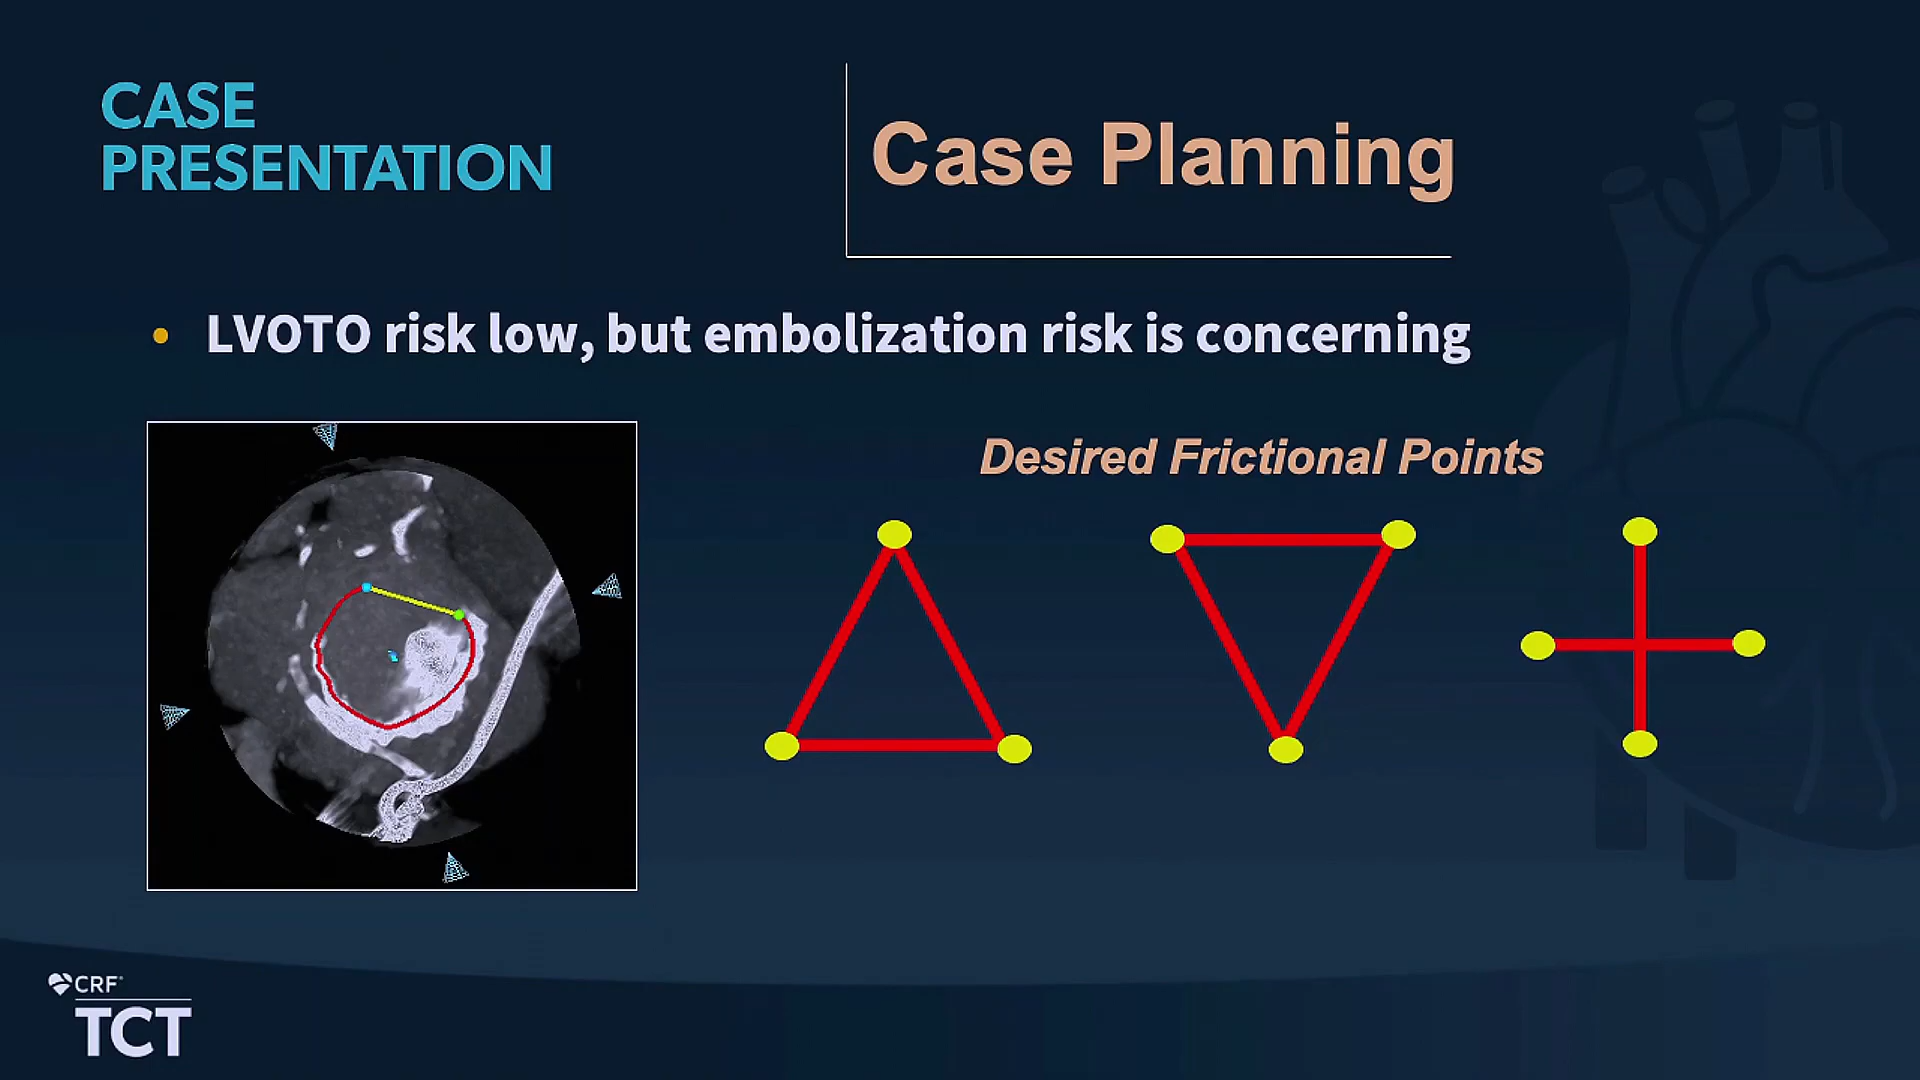 CASE
PRESENTATION
Case Planning
• LVOTO risk low, but embolization risk is concerning
Desired Frictional Points
CRF®
TCT